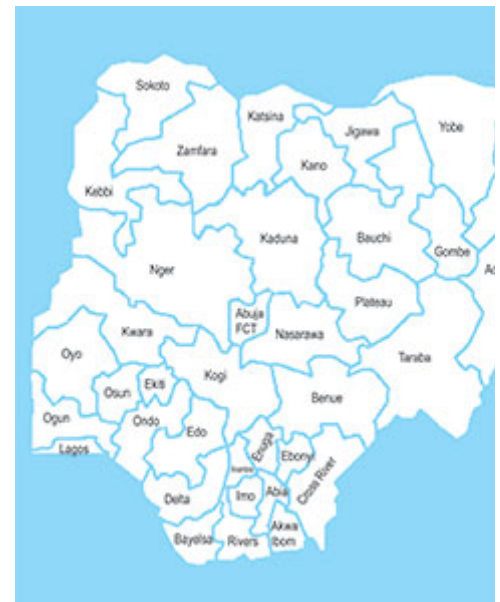 Sokoto
Katsina
Jigawa
Yobe
Zamfara
Kano
Kebbi
Kaduna
Bauchi
Gombe
Nger
Plateau
Abuja
FCT
Nasarawa
Kwara
Taraba
Oyo
Kogi
Ekiti
Osun
Benue
Ogun
Ondo
Edo
Lagos
Enuga
Ebonyi
Cross River
Delta
Imo
Abia
Akwa
Ibom
Bayelsa
Rivers